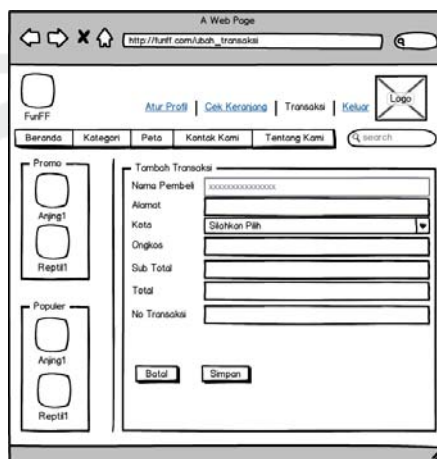 A Web Page
http://funff.com/ubah_transaksi
FunFF
Atur Profil | Cek Keranjang | Transaksi | Keluar
Logo
Beranda Kategori Peta Kontak Kami Tentang Kami search
Promo
Anjing1
Reptil1
Populer
Anjing1
Reptil1
Tambah Transaksi
Nama Pembeli xxxxxxxxxxxxxxx
Alamat
Kota Silahkan Pilih
Ongkos
Sub Total
Total
No Transaksi
Batal Simpan